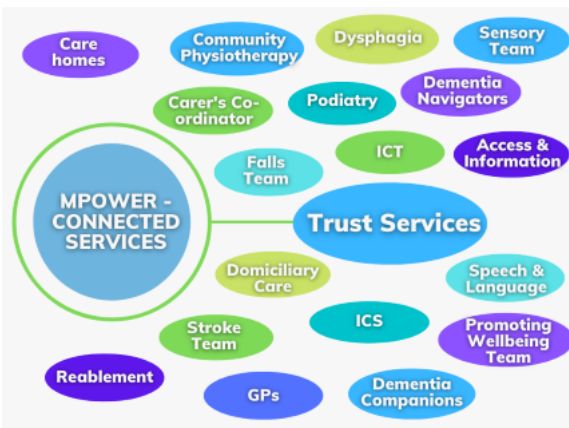 Care
homes
Community
Physiotherapy
Dysphagia
Sensory
Team
Carer's Co-
ordinator
Podiatry
Dementia
Navigators
Falls
Team
ICT
Access &
Information
MPOWER -
CONNECTED
SERVICES
Trust Services
Domiciliary
Care
Speech &
Language
Stroke
Team
ICS
Promoting
Wellbeing
Team
Reablement
GPs
Dementia
Companions